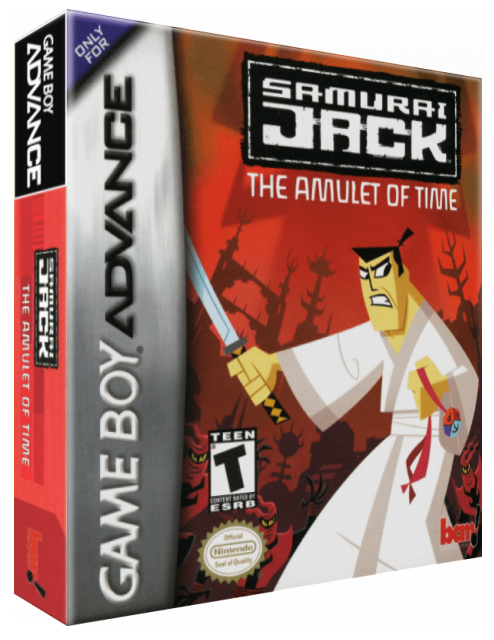 GAME BOY
ADVANCE
SAMURAI
JACK
THE AMULET OF TIME
bam!
ONLY
FOR
GAME BOY ADVANCE
SAMURAI
JACK
THE AMULET OF TIME
TEEN
T
CONTENT RATED BY
ESRB
Official
Nintendo
Seal of Quality
bam!